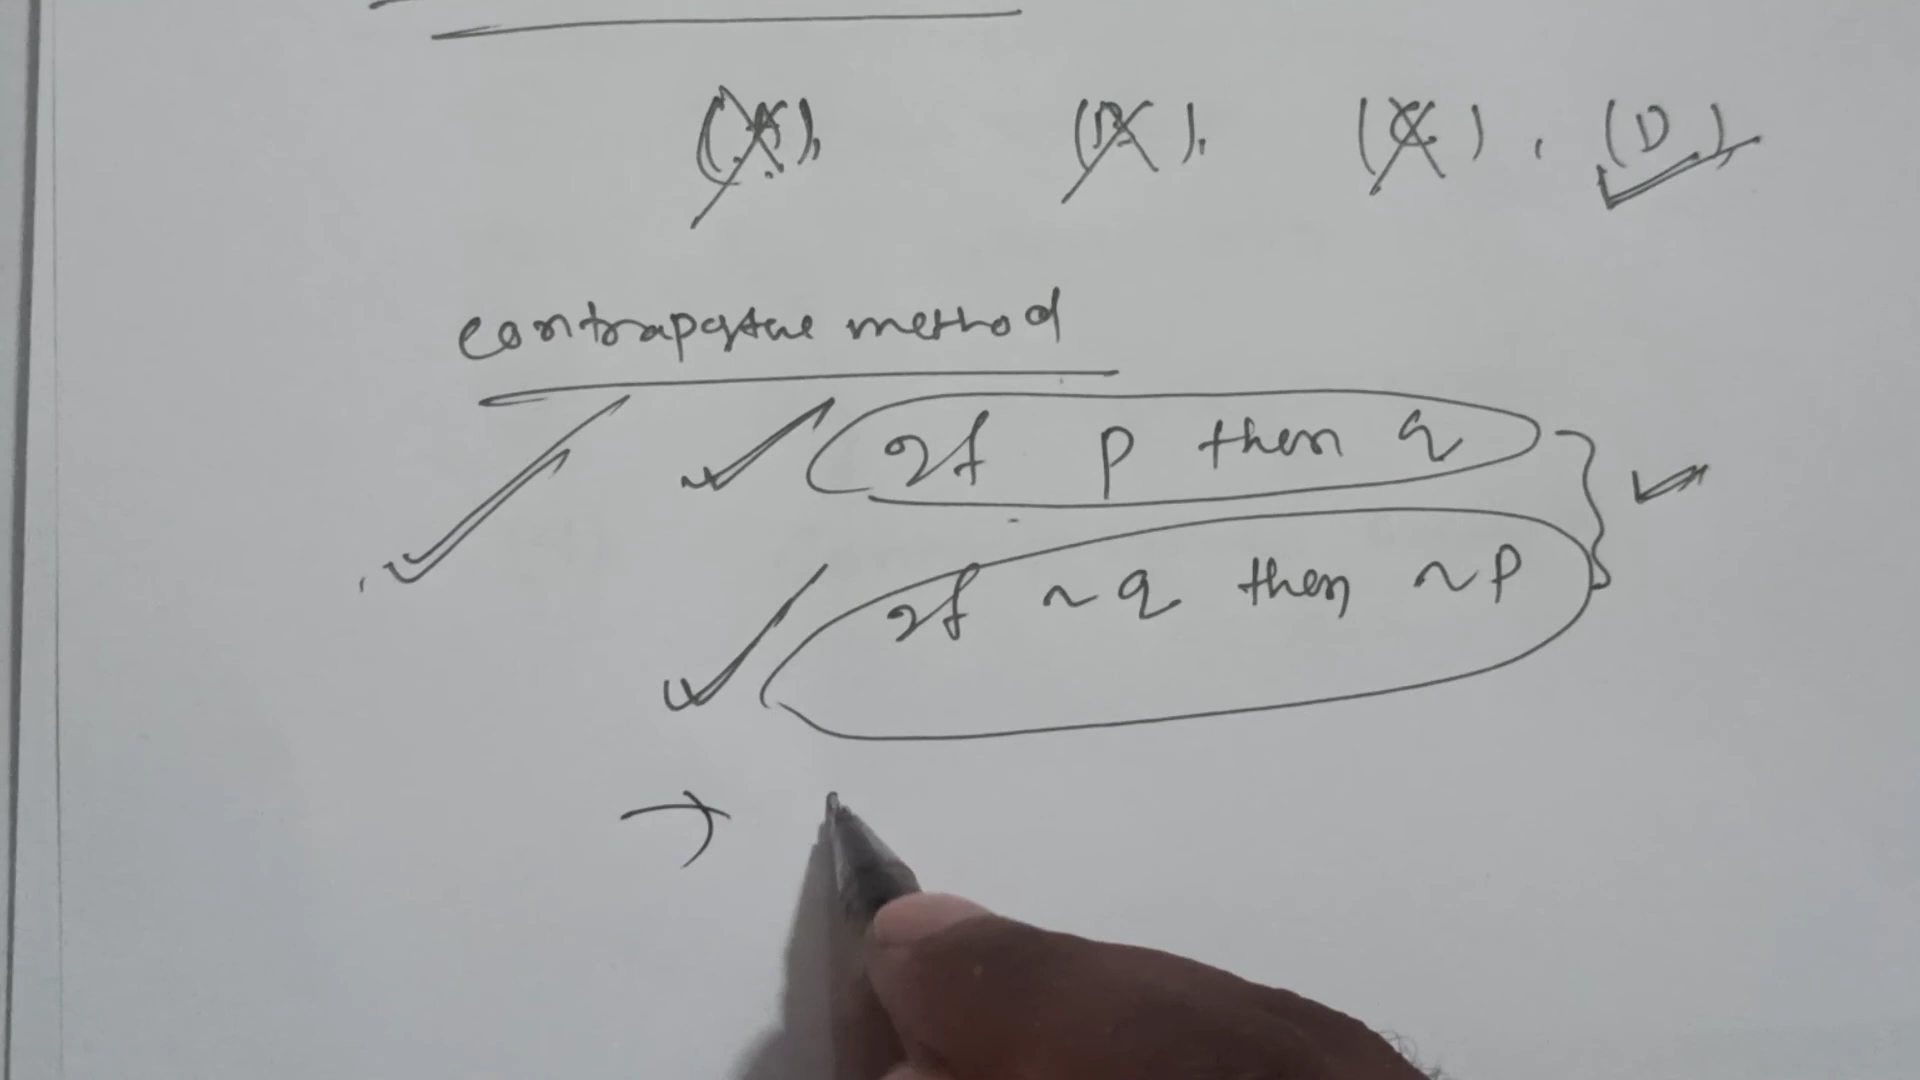 (A), (B), (C), (D)
contrapositive method
If p then q
If ~q then ~p